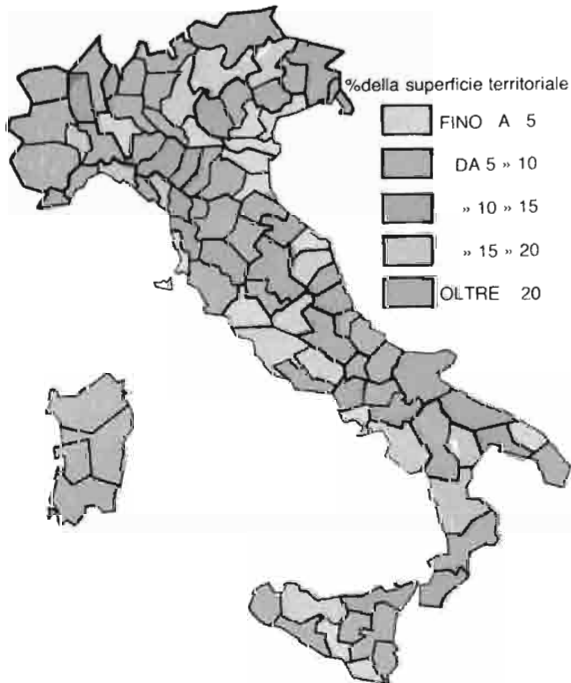 %della superficie territoriale
FINO A 5
DA 5 » 10
» 10 » 15
» 15 » 20
OLTRE 20